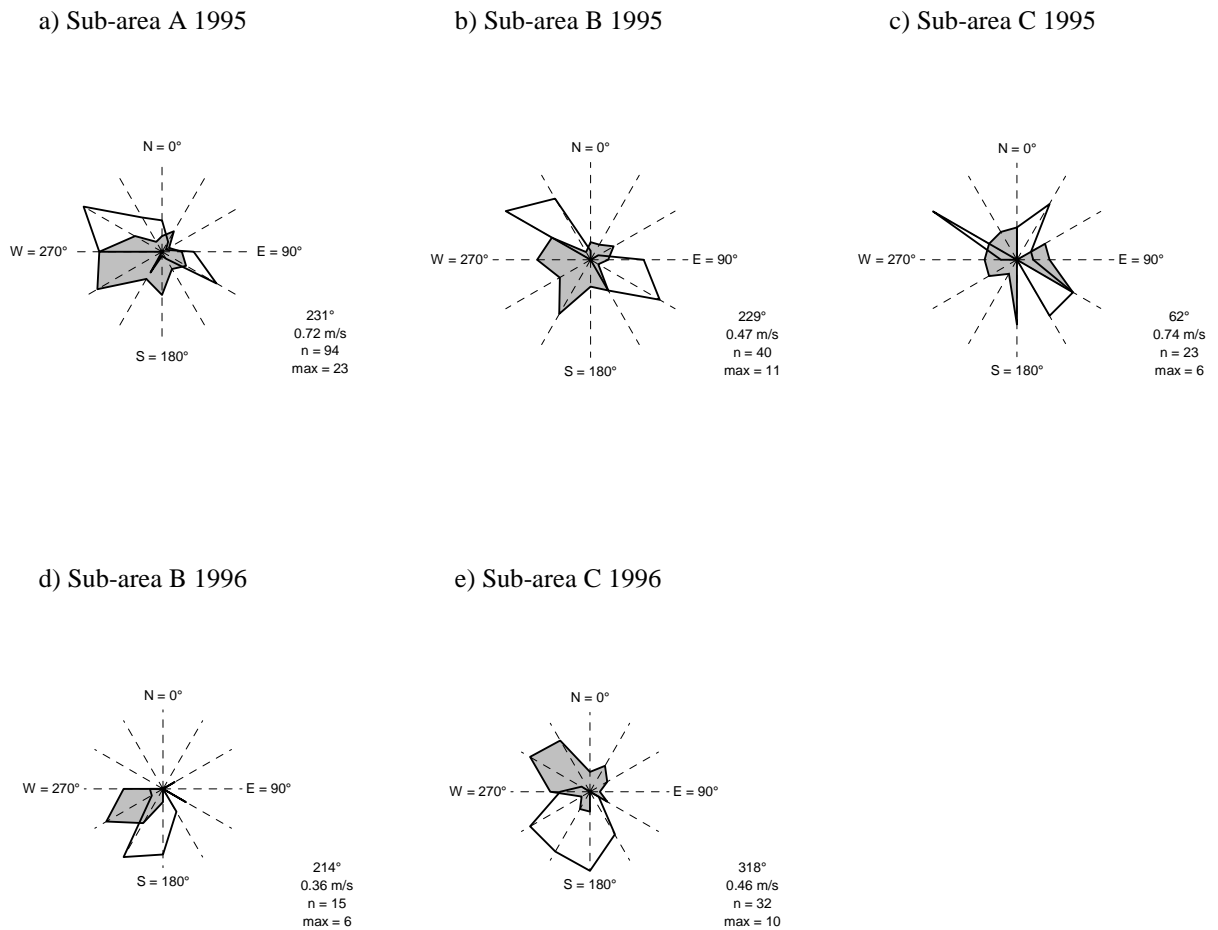 a) Sub-area A 1995
N = 0°
W = 270°
E = 90°
S = 180°
231°
0.72 m/s
n = 94
max = 23
b) Sub-area B 1995
N = 0°
W = 270°
E = 90°
S = 180°
229°
0.47 m/s
n = 40
max = 11
c) Sub-area C 1995
N = 0°
W = 270°
E = 90°
S = 180°
62°
0.74 m/s
n = 23
max = 6
d) Sub-area B 1996
N = 0°
W = 270°
E = 90°
S = 180°
214°
0.36 m/s
n = 15
max = 6
e) Sub-area C 1996
N = 0°
W = 270°
E = 90°
S = 180°
318°
0.46 m/s
n = 32
max = 10